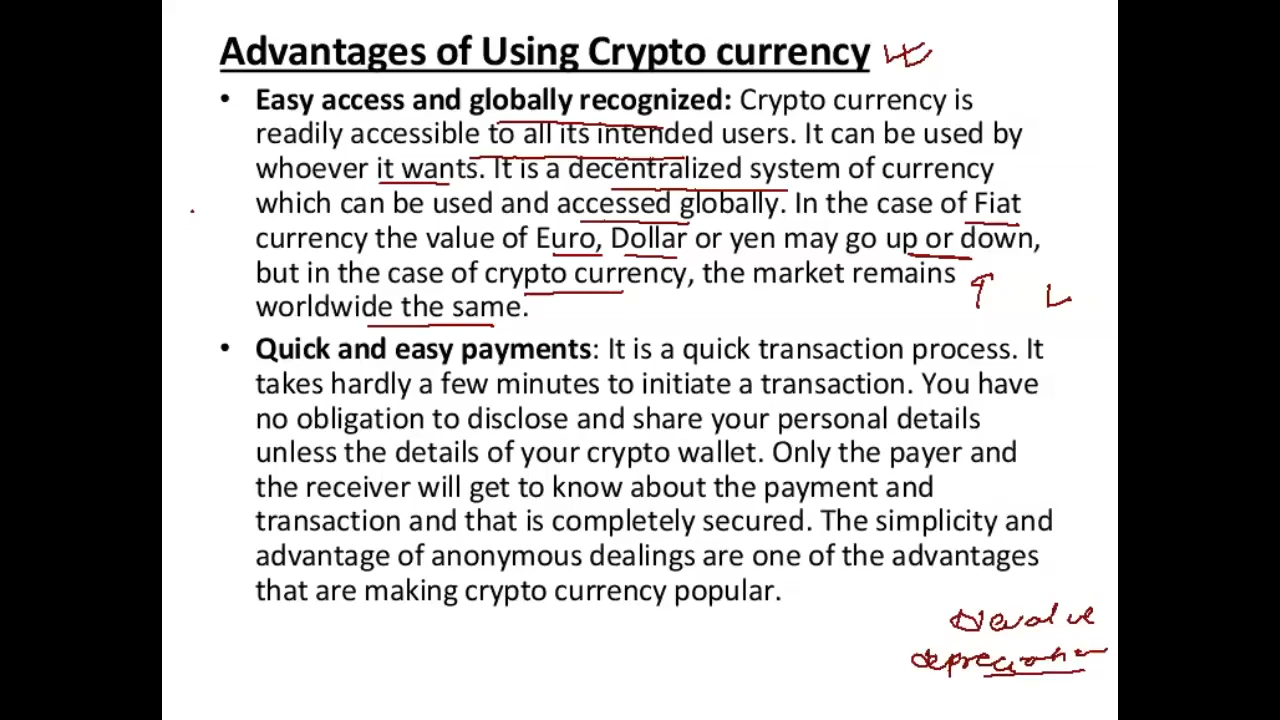 Advantages of Using Crypto currency
• Easy access and globally recognized: Crypto currency is
readily accessible to all its intended users. It can be used by
whoever it wants. It is a decentralized system of currency
which can be used and accessed globally. In the case of Fiat
currency the value of Euro, Dollar or yen may go up or down,
but in the case of crypto currency, the market remains
worldwide the same.
• Quick and easy payments: It is a quick transaction process. It
takes hardly a few minutes to initiate a transaction. You have
no obligation to disclose and share your personal details
unless the details of your crypto wallet. Only the payer and
the receiver will get to know about the payment and
transaction and that is completely secured. The simplicity and
advantage of anonymous dealings are one of the advantages
that are making crypto currency popular.
depreciation